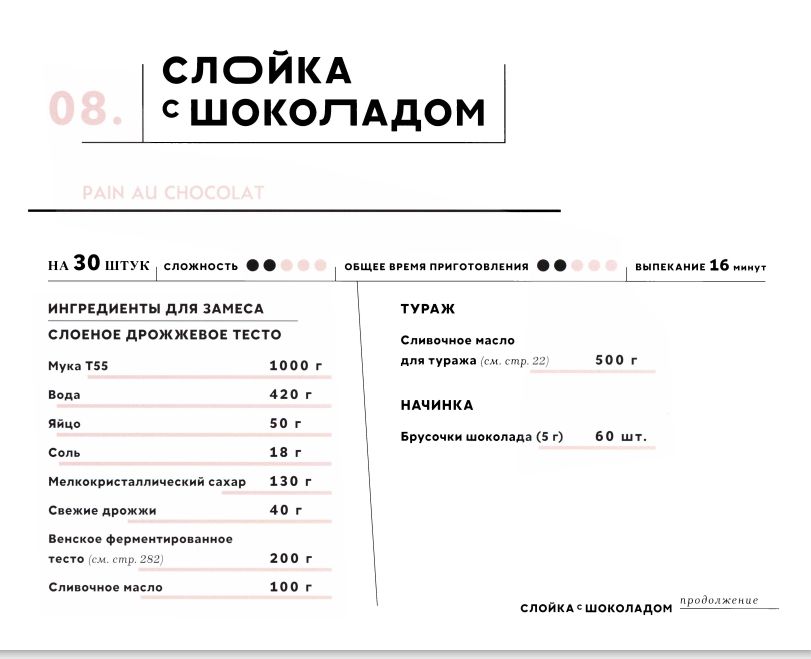 08.
СЛОЙКА
С ШОКОЛАДОМ
PAIN AU CHOCOLAT
НА 30 ШТУК
СЛОЖНОСТЬ
ОБЩЕЕ ВРЕМЯ ПРИГОТОВЛЕНИЯ
ВЫПЕКАНИЕ 16 минут
ИНГРЕДИЕНТЫ ДЛЯ ЗАМЕСА
СЛОЕНОЕ ДРОЖЖЕВОЕ ТЕСТО
Мука T55 1000 г
Вода 420 г
Яйцо 50 г
Соль 18 г
Мелкокристаллический сахар 130 г
Свежие дрожжи 40 г
Венское ферментированное
тесто (см. стр. 282) 200 г
Сливочное масло 100 г
ТУРАЖ
Сливочное масло
для туража (см. стр. 22) 500 г
НАЧИНКА
Брусочки шоколада (5 г) 60 шт.
СЛОЙКА С ШОКОЛАДОМ продолжение